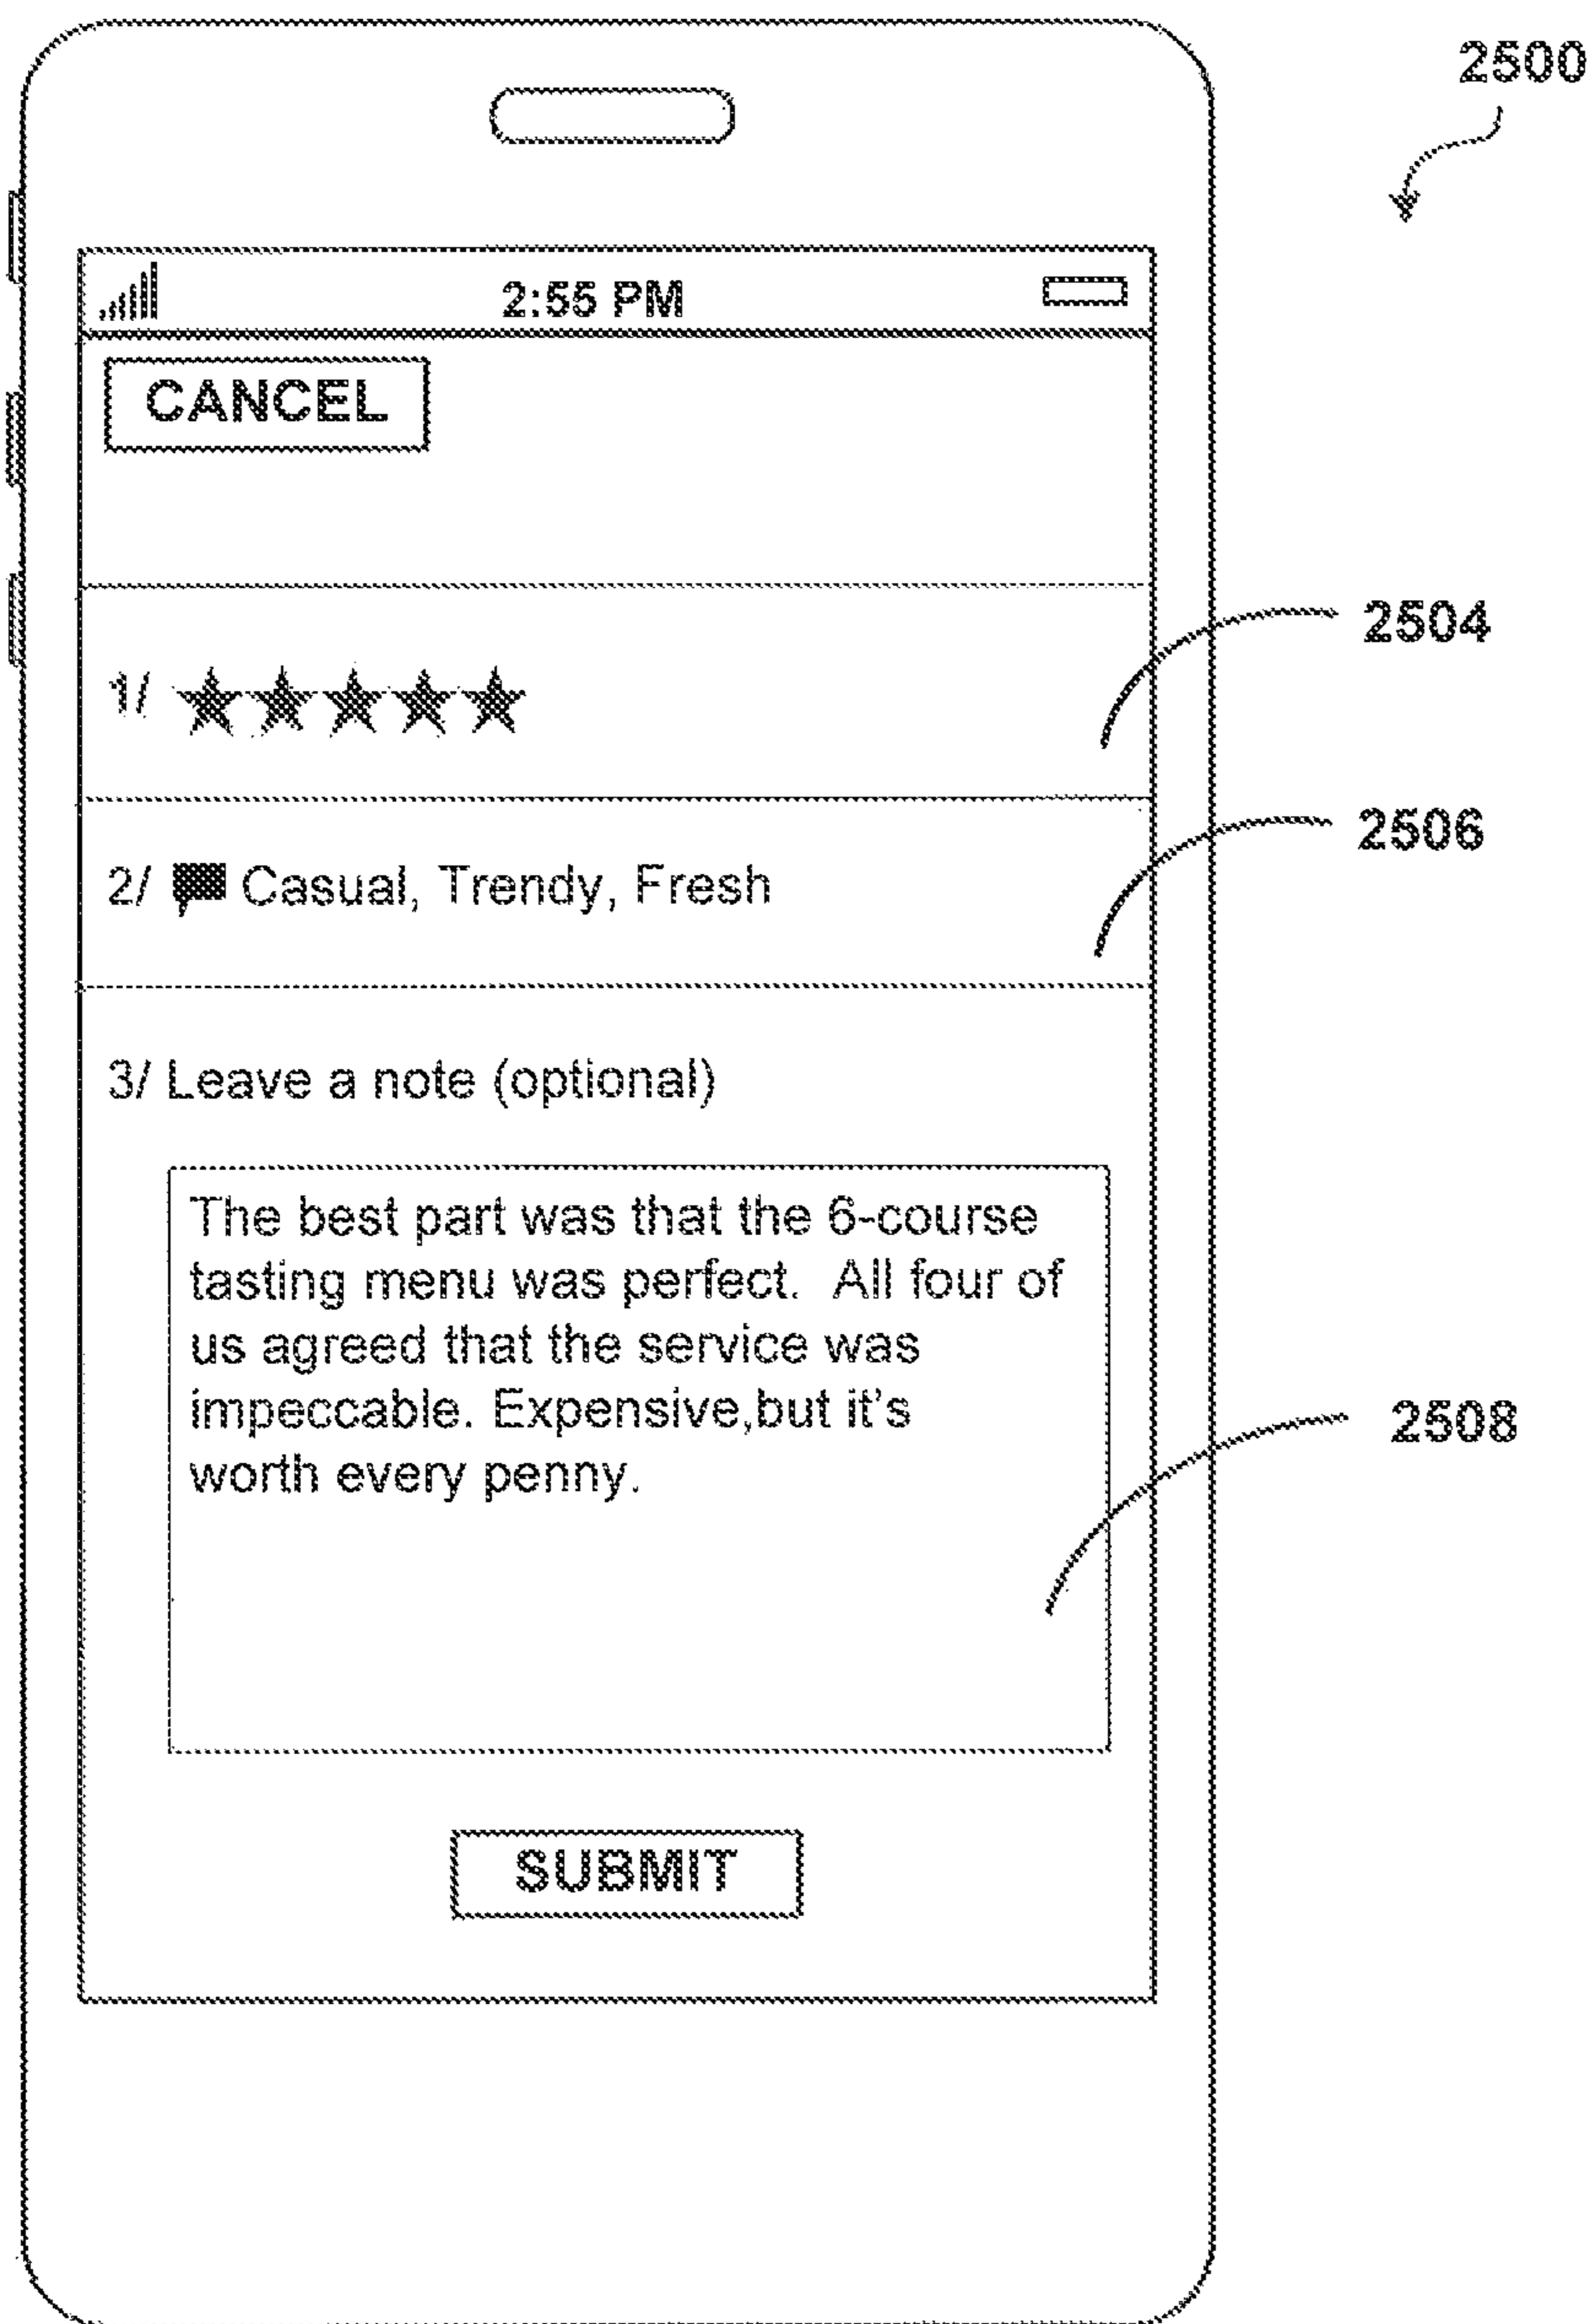 2500
2:55 PM
CANCEL
2504
1/ ★★★★★
2506
2/ Casual, Trendy, Fresh
3/ Leave a note (optional)
The best part was that the 6-course
tasting menu was perfect.  All four of
us agreed that the service was
impeccable. Expensive,but it's
worth every penny.
2508
SUBMIT